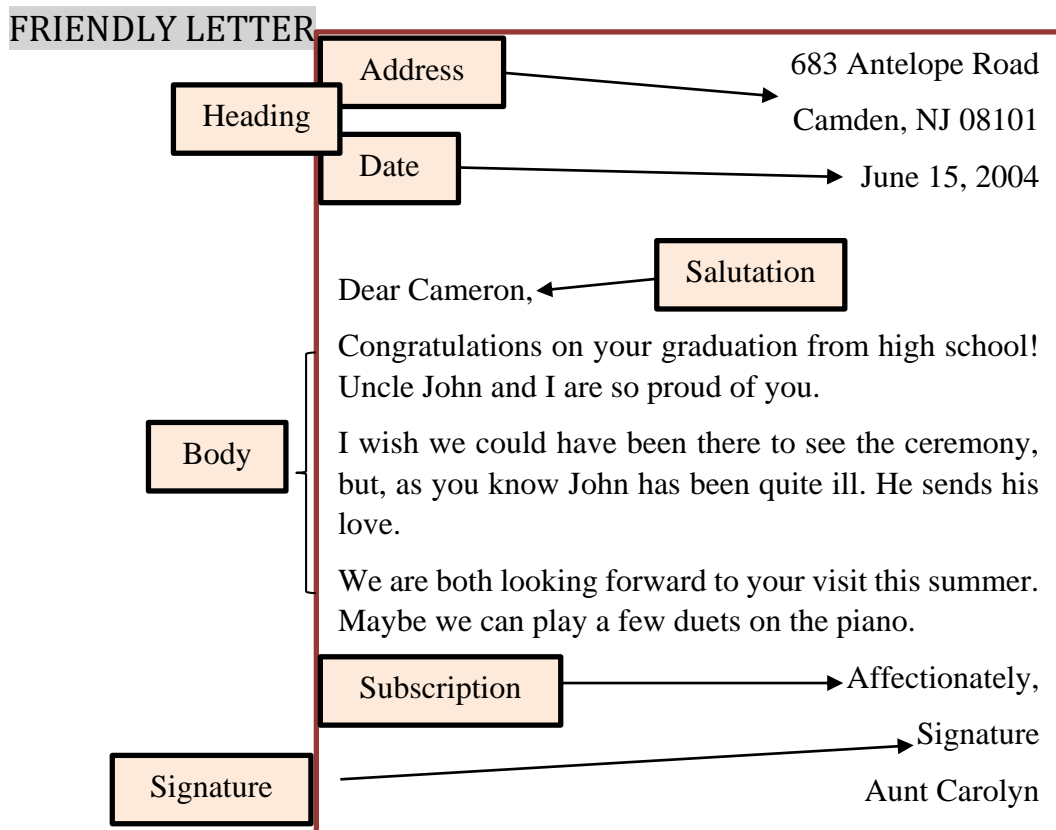 FRIENDLY LETTER
Address
683 Antelope Road
Heading
Camden, NJ 08101
Date
June 15, 2004
Salutation
Dear Cameron,
Congratulations on your graduation from high school!
Uncle John and I are so proud of you.
Body
I wish we could have been there to see the ceremony,
but, as you know John has been quite ill. He sends his
love.
We are both looking forward to your visit this summer.
Maybe we can play a few duets on the piano.
Subscription
Affectionately,
Signature
Signature
Aunt Carolyn